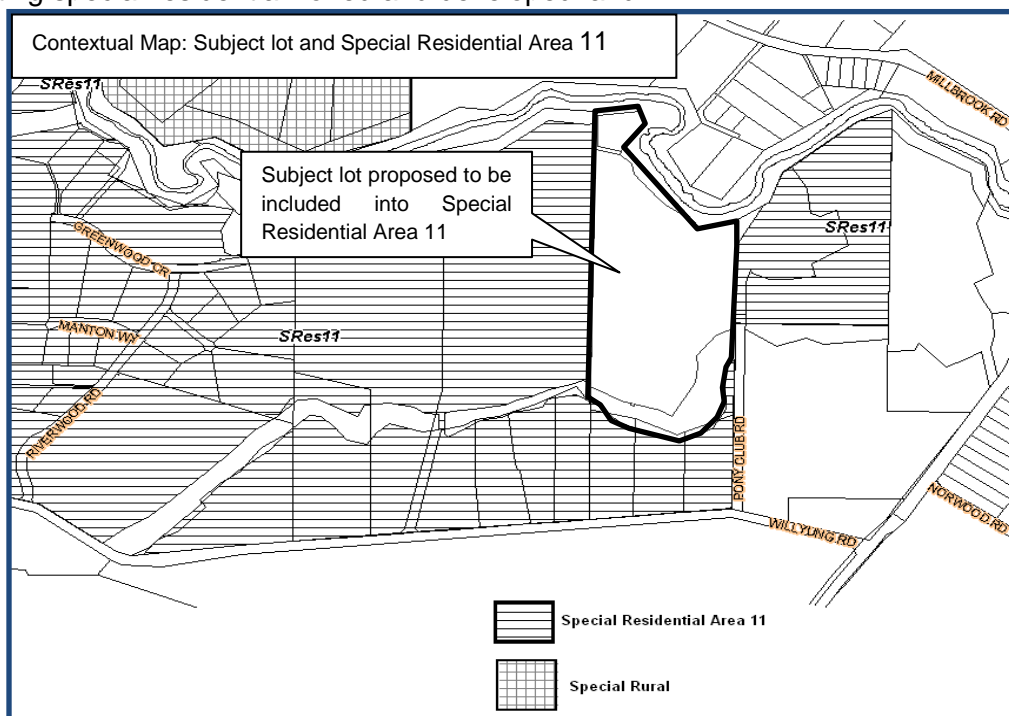 Contextual Map: Subject lot and Special Residential Area 11
SRes11
MILLBROOK RD
Subject lot proposed to be
included into Special
Residential Area 11
SRes11
GREENWOOD CR
MANTON WY
SRes11
RIVERWOOD RD
PONY CLUB RD
NORWOOD RD
WILLYUNG RD
Special Residential Area 11
Special Rural